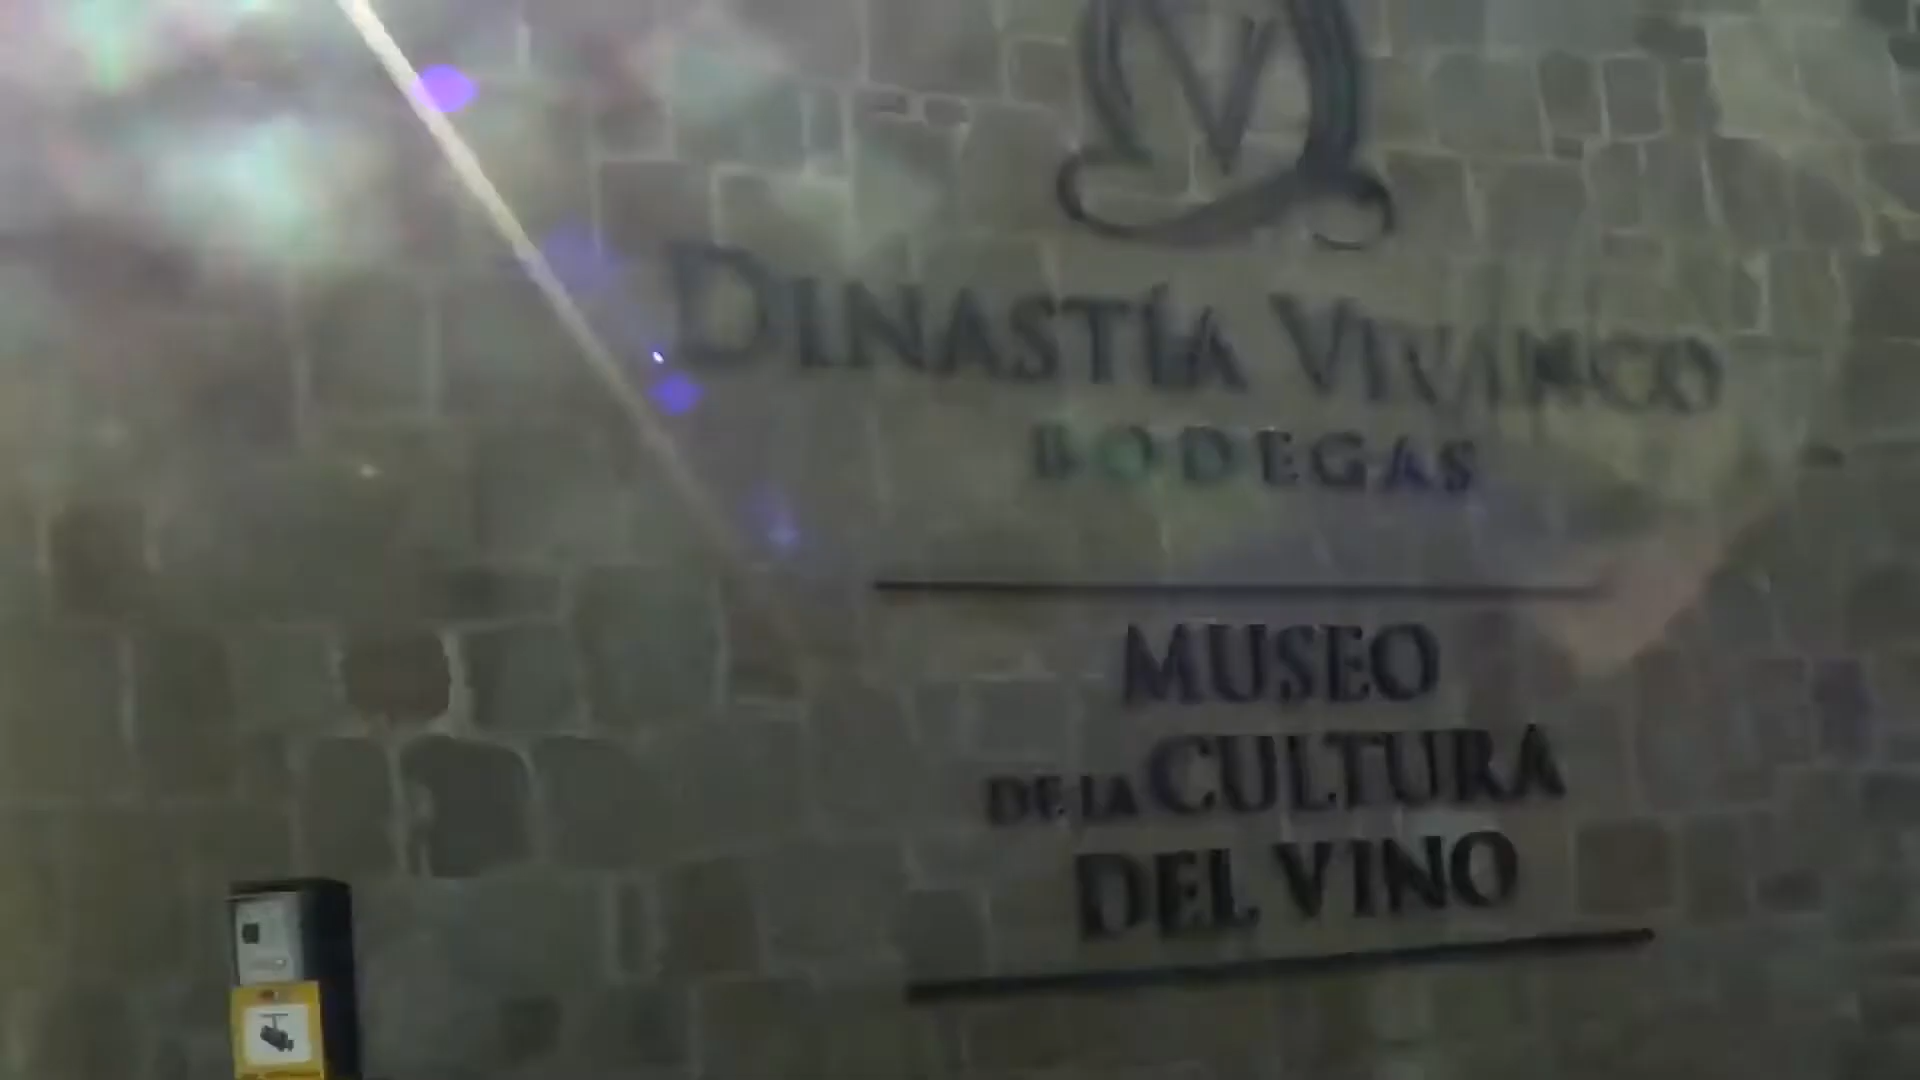 V
DINASTÍA VIVANCO
BODEGAS
MUSEO
DE LA CULTURA
DEL VINO